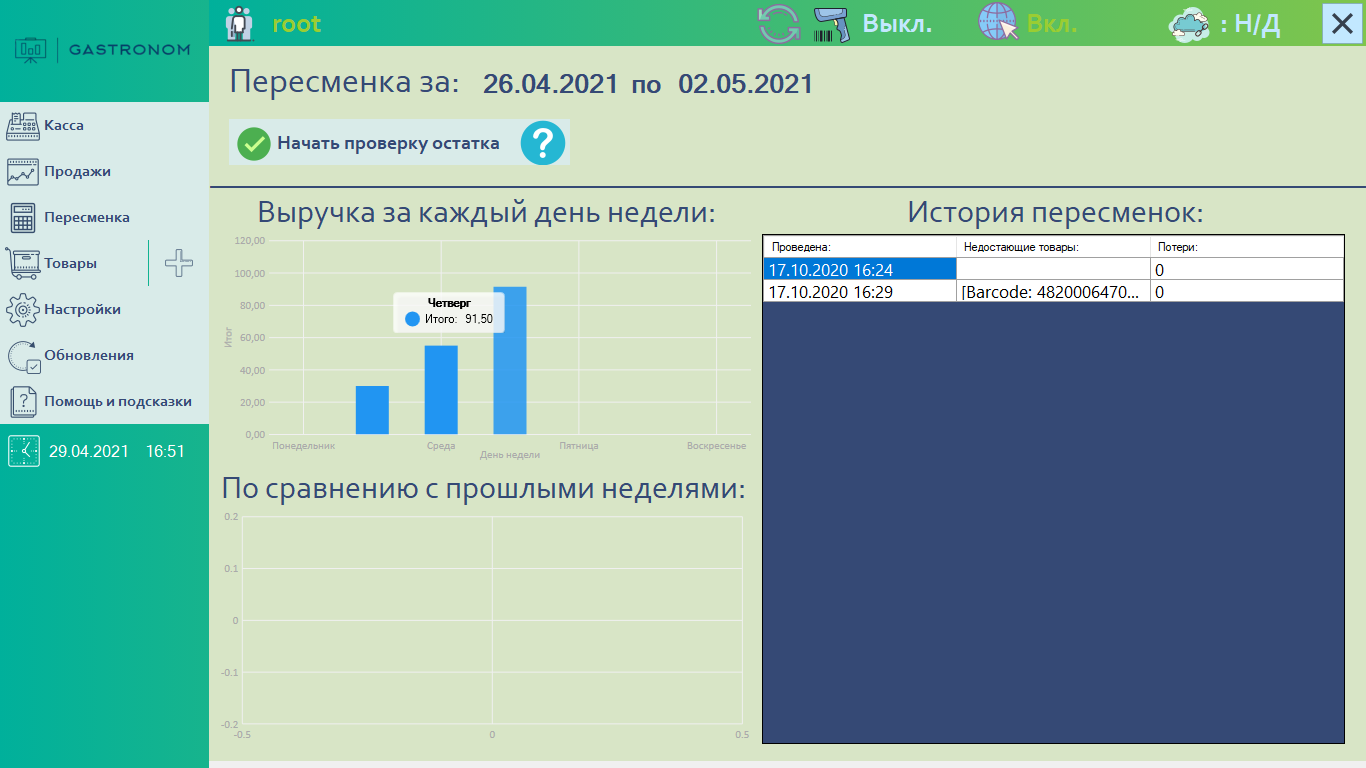 GASTRONOM
root
Выкл.
Вкл.
: Н/Д
Касса
Продажи
Пересменка
Товары
Настройки
Обновления
Помощь и подсказки
29.04.2021 16:51
Пересменка за: 26.04.2021 по 02.05.2021
Начать проверку остатка
?
Выручка за каждый день недели:
120,00
100,00
80,00
60,00
40,00
20,00
0,00
Итог
Четверг
Итого: 91,50
Понедельник Среда Пятница Воскресенье
День недели
По сравнению с прошлыми неделями:
0.2
0.1
0
-0.1
-0.2
-0.5 0 0.5
История пересменок:
Проведена: Недостающие товары: Потери:
17.10.2020 16:24 0
17.10.2020 16:29 [Barcode: 4820006470... 0